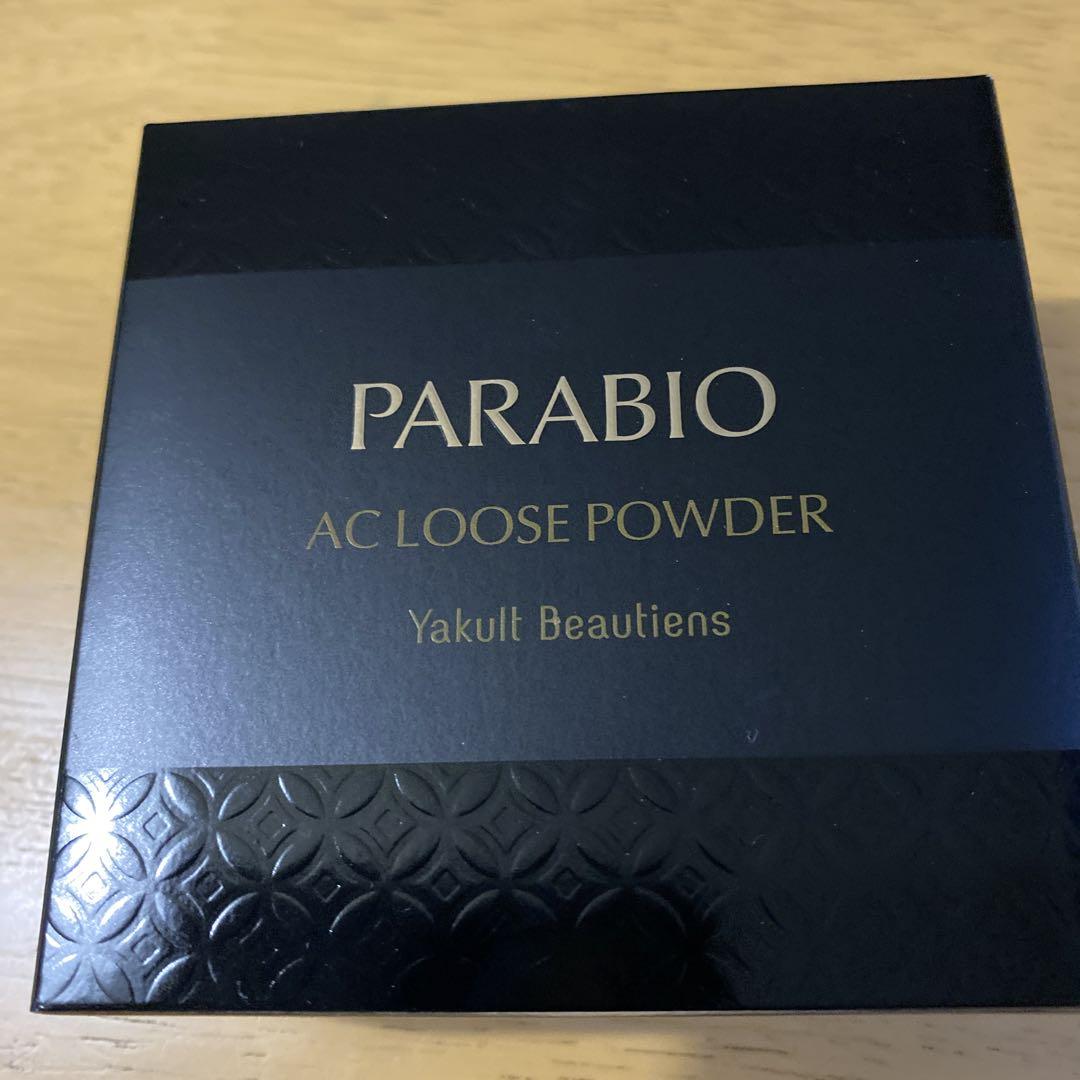 PARABIO
AC LOOSE POWDER
Yakult Beautiens